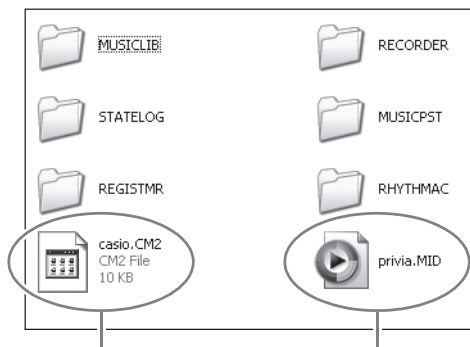 MUSICLIB
RECORDER
STATELOG
MUSICPST
REGISTMR
RHYTHMAC
casio.CM2
CM2 File
10 KB
privia.MID